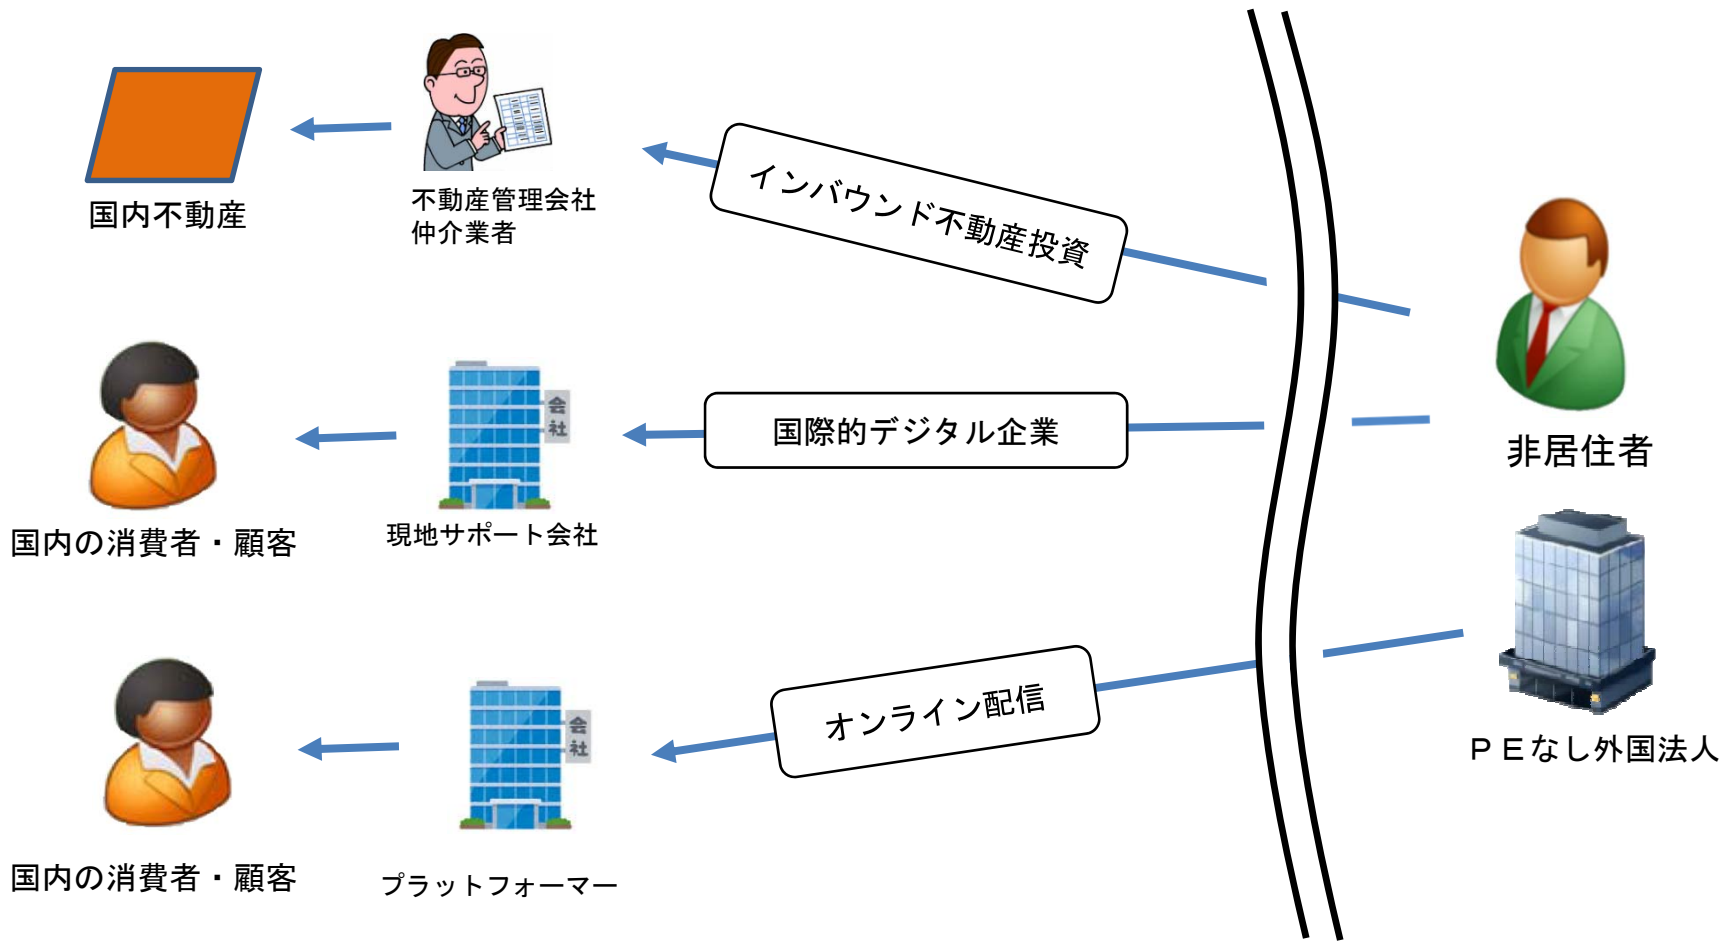 国内不動産
不動産管理会社
仲介業者
インバウンド不動産投資
国内の消費者・顧客
会社
現地サポート会社
国際的デジタル企業
非居住者
国内の消費者・顧客
会社
プラットフォーマー
オンライン配信
ＰＥなし外国法人